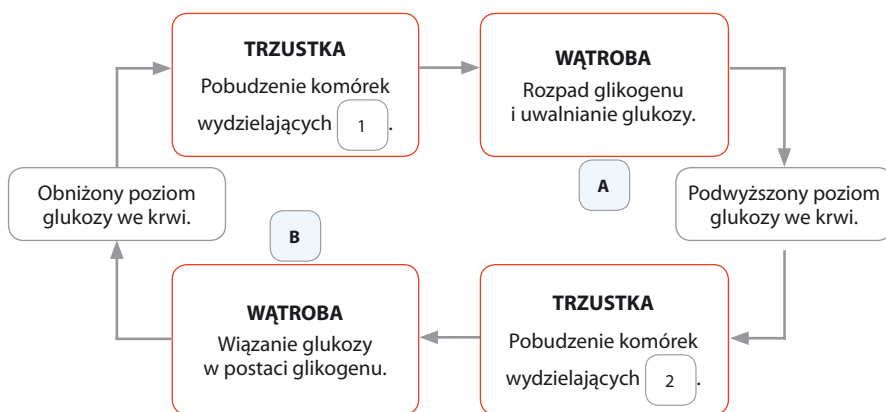 TRZUSTKA
Pobudzenie komórek
wydzielających 1 .
WĄTROBA
Rozpad glikogenu
i uwalnianie glukozy.
A
Obniżony poziom
glukozy we krwi.
Podwyższony poziom
glukozy we krwi.
B
WĄTROBA
Wiązanie glukozy
w postaci glikogenu.
TRZUSTKA
Pobudzenie komórek
wydzielających 2 .